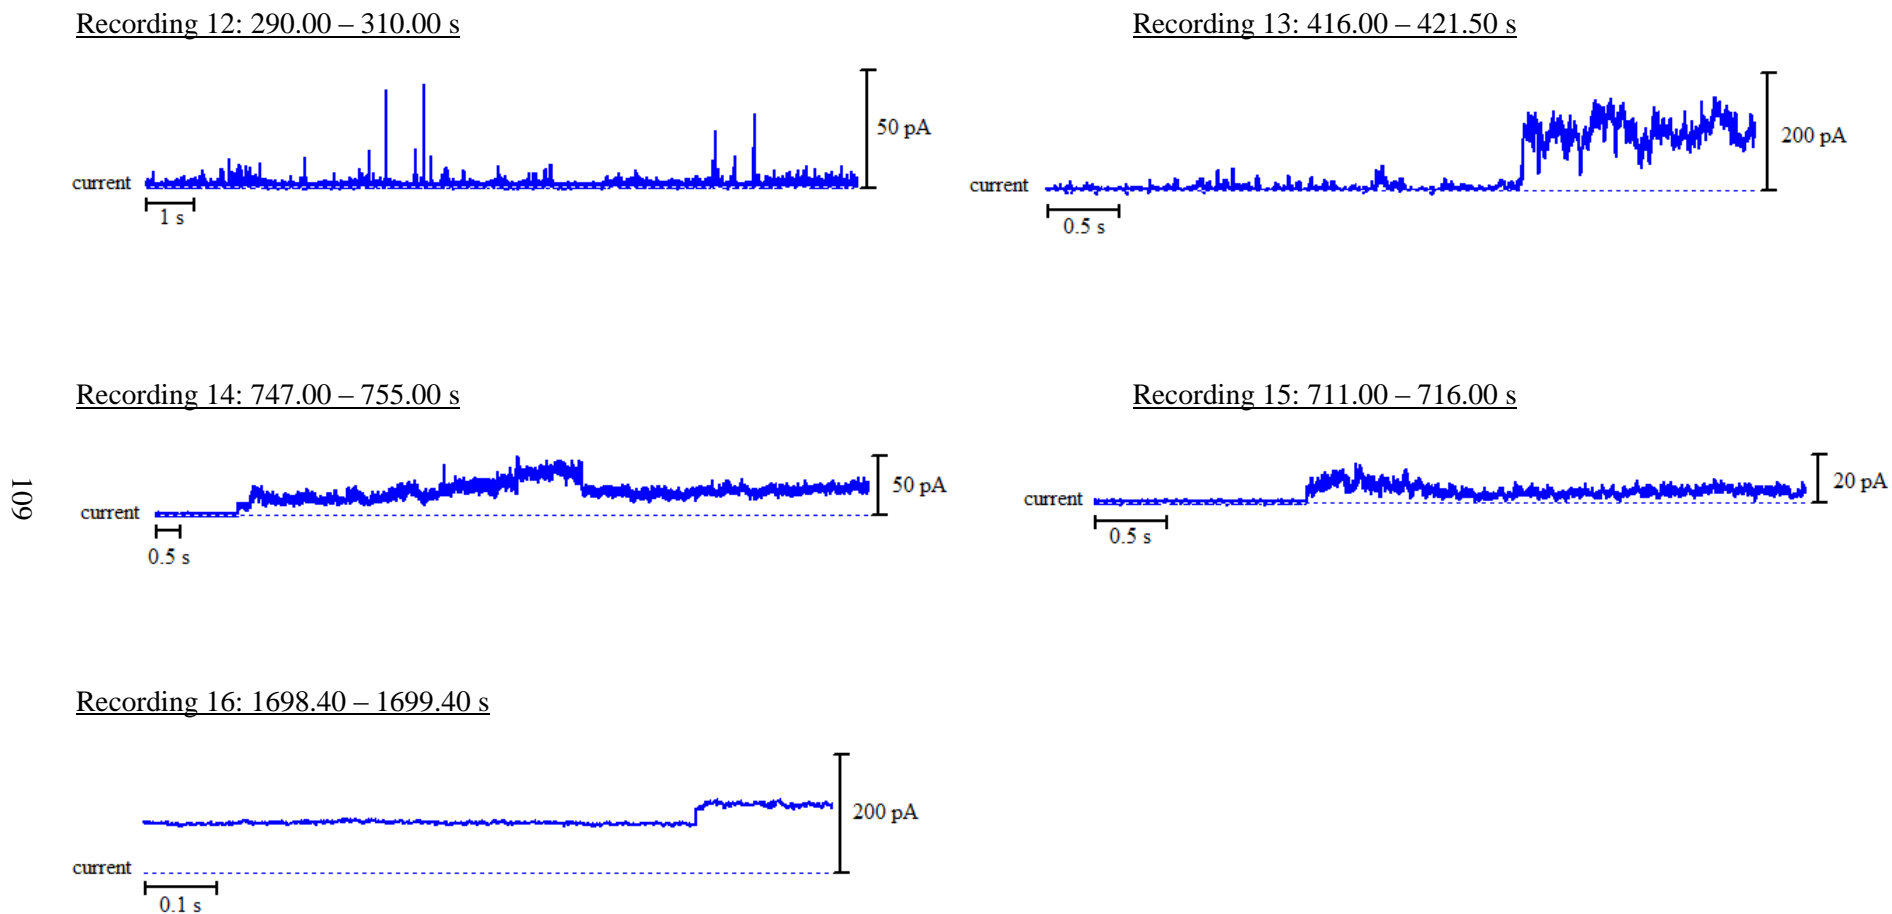 Recording 12: 290.00 – 310.00 s
50 pA
current
1 s
Recording 13: 416.00 – 421.50 s
200 pA
current
0.5 s
Recording 14: 747.00 – 755.00 s
50 pA
current
0.5 s
Recording 15: 711.00 – 716.00 s
20 pA
current
0.5 s
109
Recording 16: 1698.40 – 1699.40 s
200 pA
current
0.1 s